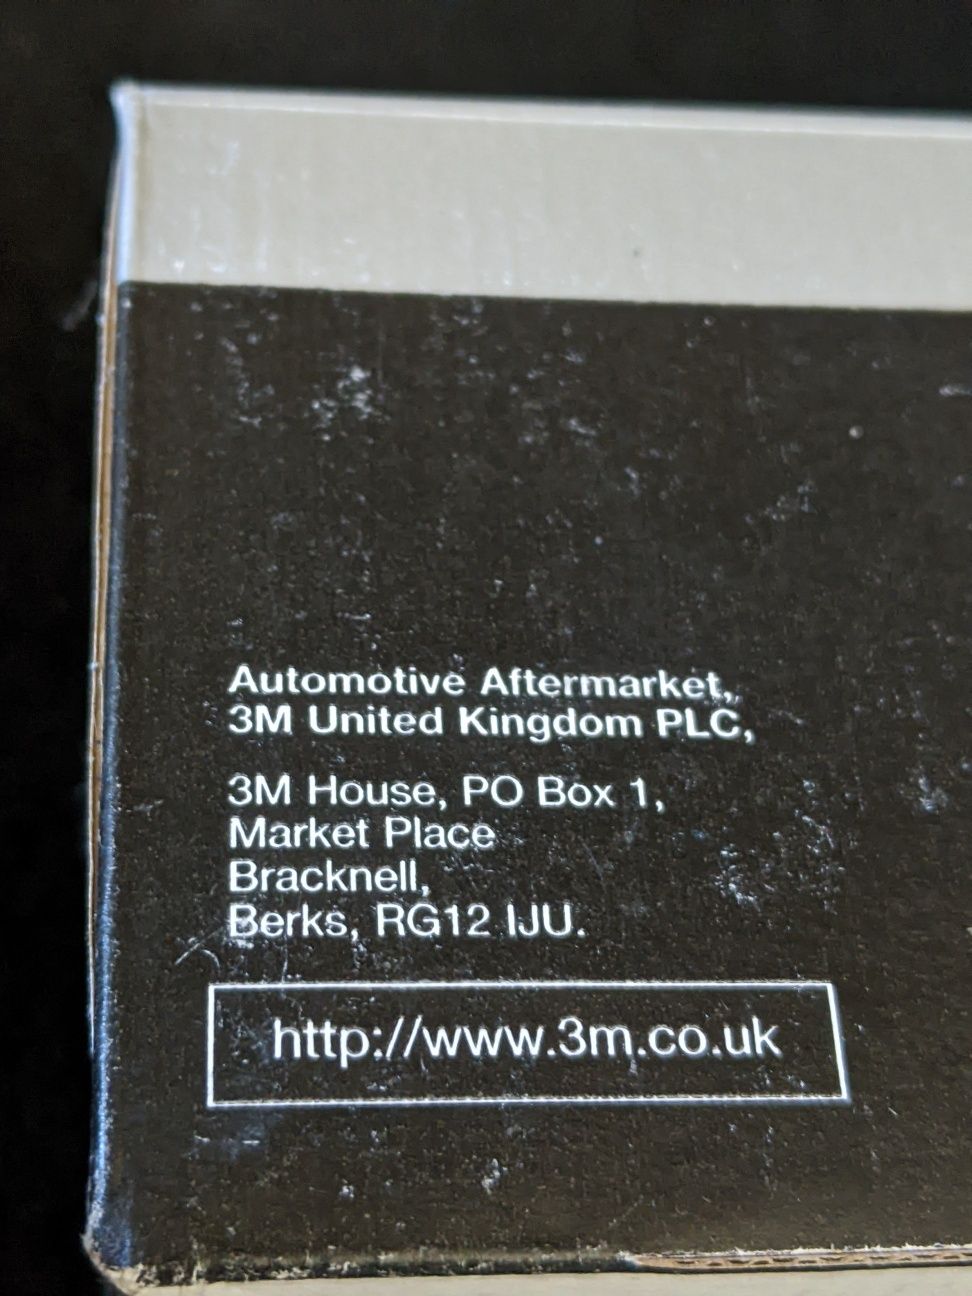 Automotive Aftermarket,
3M United Kingdom PLC,
3M House, PO Box 1,
Market Place
Bracknell,
Berks, RG12 IJU.
http://www.3m.co.uk